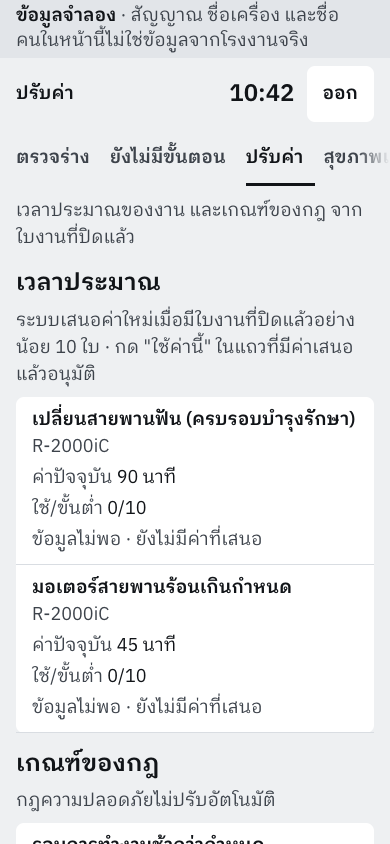 ข้อมูลจำลอง · สัญญาณ ชื่อเครื่อง และชื่อ
คนในหน้านี้ไม่ใช่ข้อมูลจากโรงงานจริง
ปรับค่า 10:42 ออก
ตรวจร่าง ยังไม่มีขั้นตอน ปรับค่า สุขภาพ
เวลาประมาณของงาน และเกณฑ์ของกฎ จาก
ใบงานที่ปิดแล้ว
เวลาประมาณ
ระบบเสนอค่าใหม่เมื่อมีใบงานที่ปิดแล้วอย่าง
น้อย 10 ใบ · กด "ใช้ค่านี้" ในแถวที่มีค่าเสนอ
แล้วอนุมัติ
เปลี่ยนสายพานฟัน (ครบรอบบำรุงรักษา)
R-2000iC
ค่าปัจจุบัน 90 นาที
ใช้/ขั้นต่ำ 0/10
ข้อมูลไม่พอ · ยังไม่มีค่าที่เสนอ
มอเตอร์สายพานร้อนเกินกำหนด
R-2000iC
ค่าปัจจุบัน 45 นาที
ใช้/ขั้นต่ำ 0/10
ข้อมูลไม่พอ · ยังไม่มีค่าที่เสนอ
เกณฑ์ของกฎ
กฎความปลอดภัยไม่ปรับอัตโนมัติ